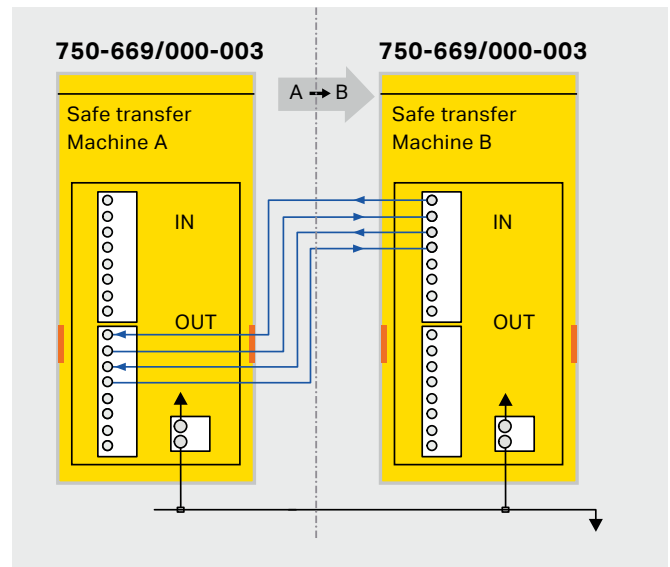 750-669/000-003
750-669/000-003
A B
Safe transfer
Machine A
Safe transfer
Machine B
IN
IN
OUT
OUT